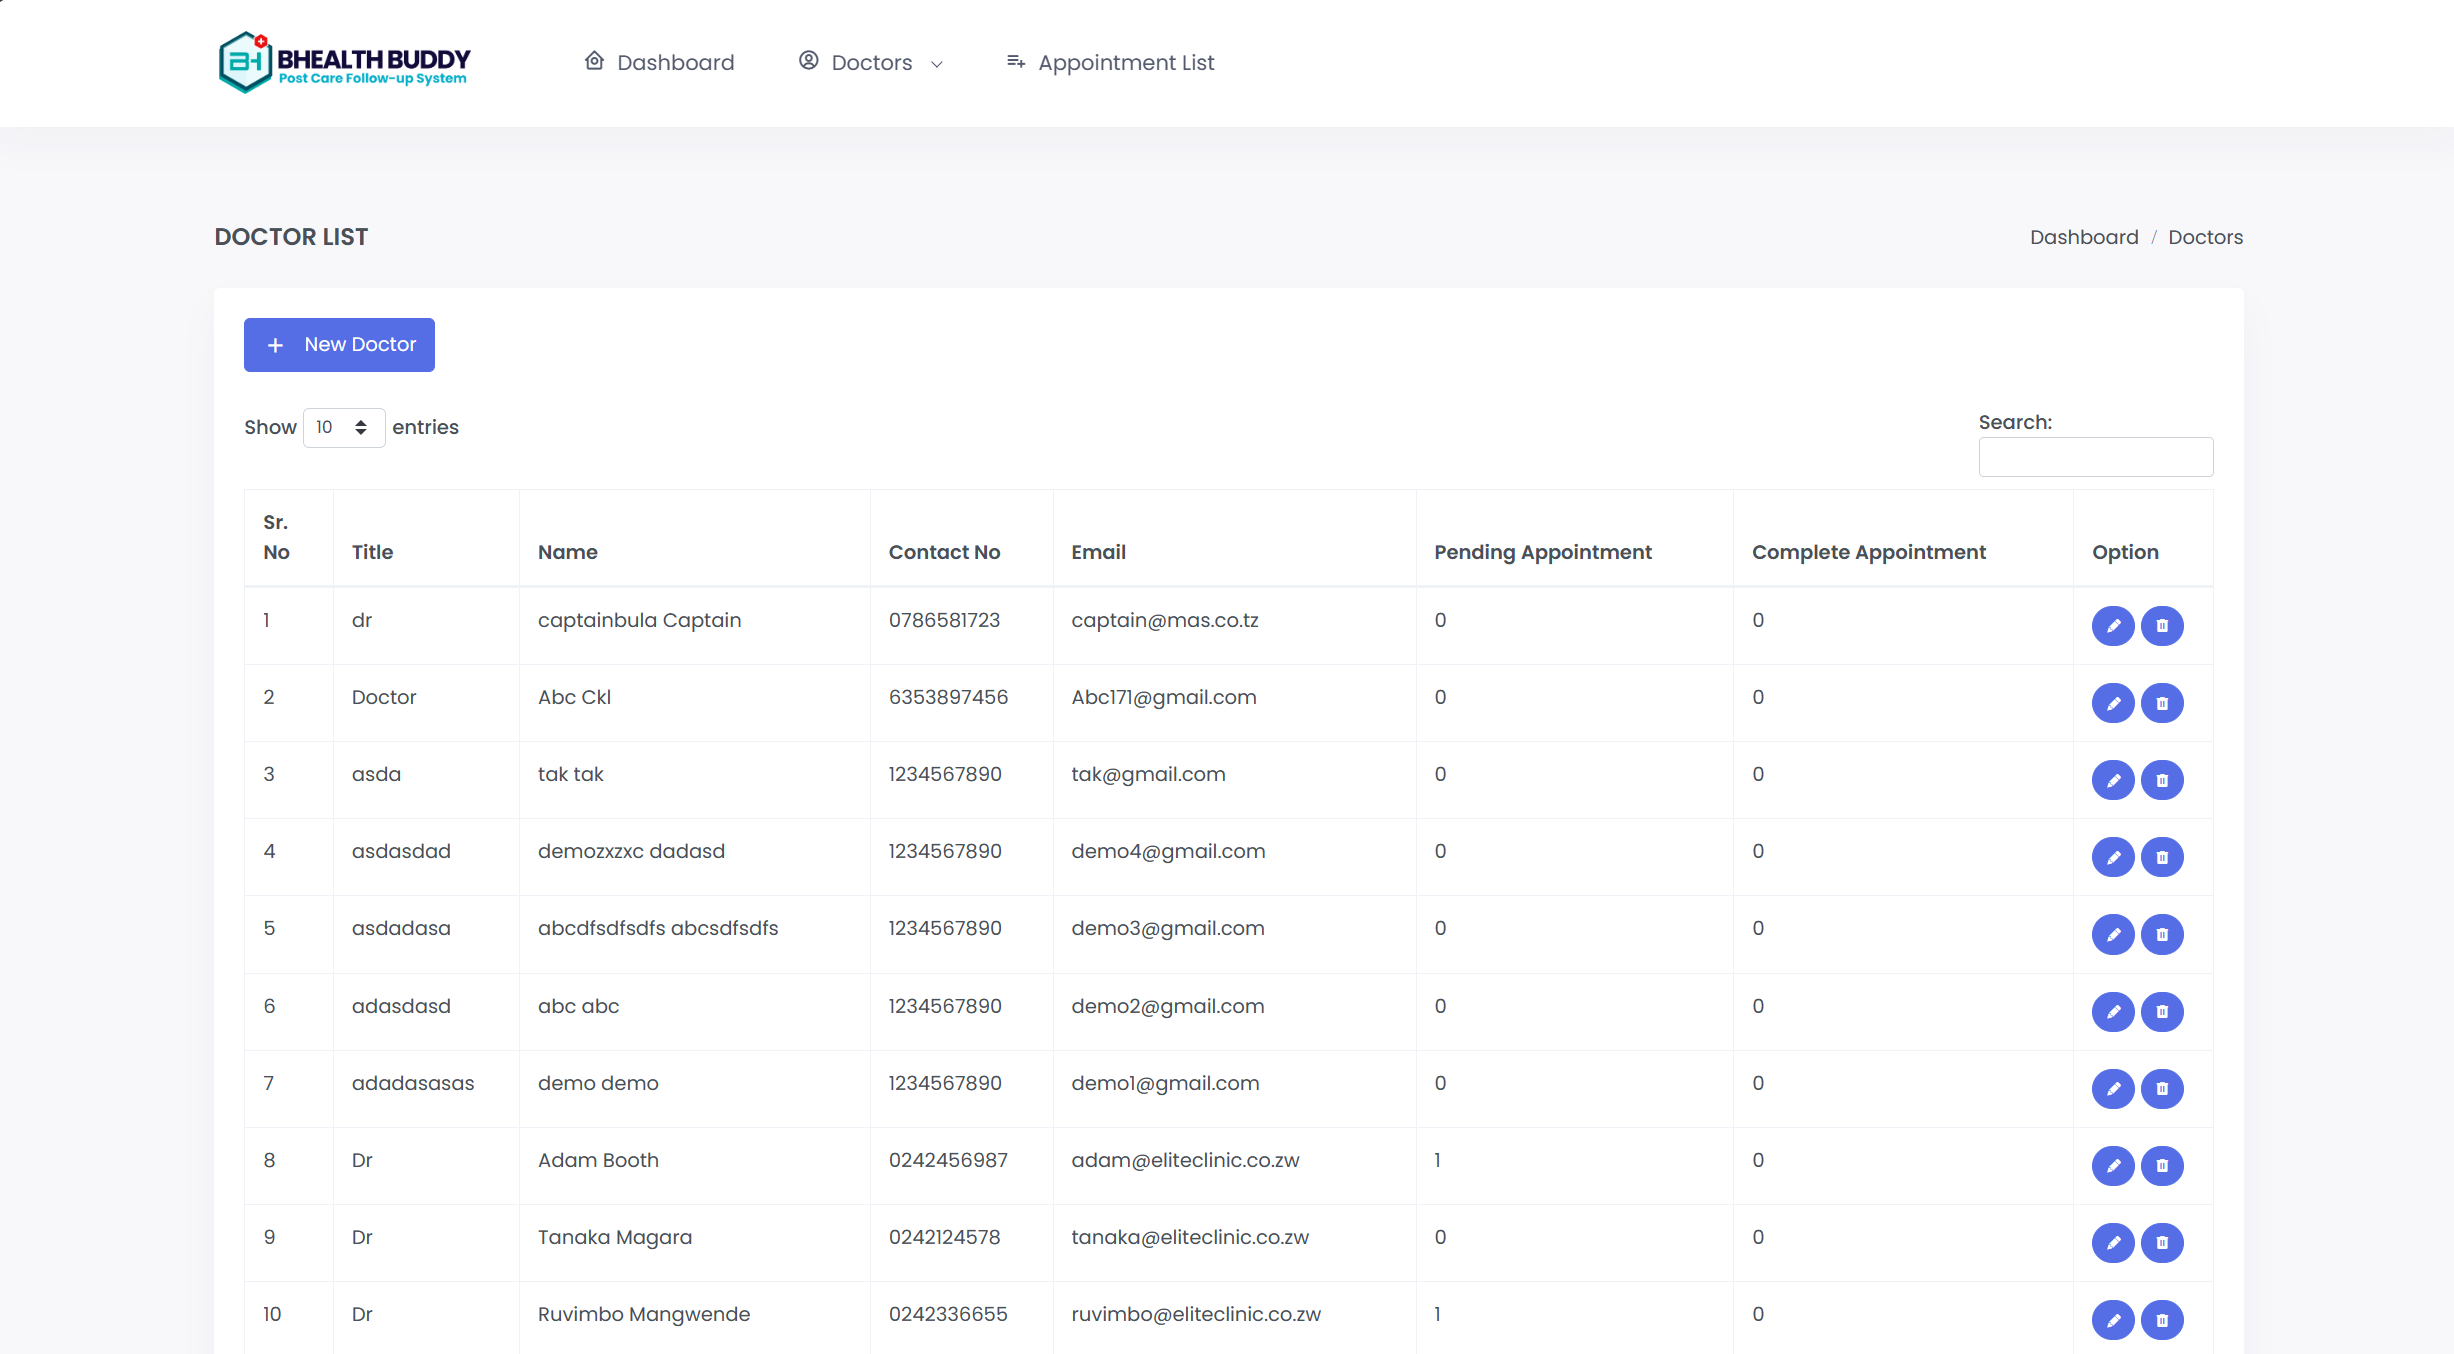 BHEALTH BUDDY
Post Care Follow-up System
Dashboard
Doctors
Appointment List
DOCTOR LIST
Dashboard / Doctors
+ New Doctor
Show 10 entries
Search:
Sr. No Title Name Contact No Email Pending Appointment Complete Appointment Option
1 dr captainbula Captain 0786581723 captain@mas.co.tz 0 0
2 Doctor Abc Ckl 6353897456 Abc171@gmail.com 0 0
3 asda tak tak 1234567890 tak@gmail.com 0 0
4 asdasdad demozxzxc dadasd 1234567890 demo4@gmail.com 0 0
5 asdadasa abcdfsdfsdfs abcsdfsdfs 1234567890 demo3@gmail.com 0 0
6 adasdasd abc abc 1234567890 demo2@gmail.com 0 0
7 adadasasas demo demo 1234567890 demo1@gmail.com 0 0
8 Dr Adam Booth 0242456987 adam@eliteclinic.co.zw 1 0
9 Dr Tanaka Magara 0242124578 tanaka@eliteclinic.co.zw 0 0
10 Dr Ruvimbo Mangwende 0242336655 ruvimbo@eliteclinic.co.zw 1 0